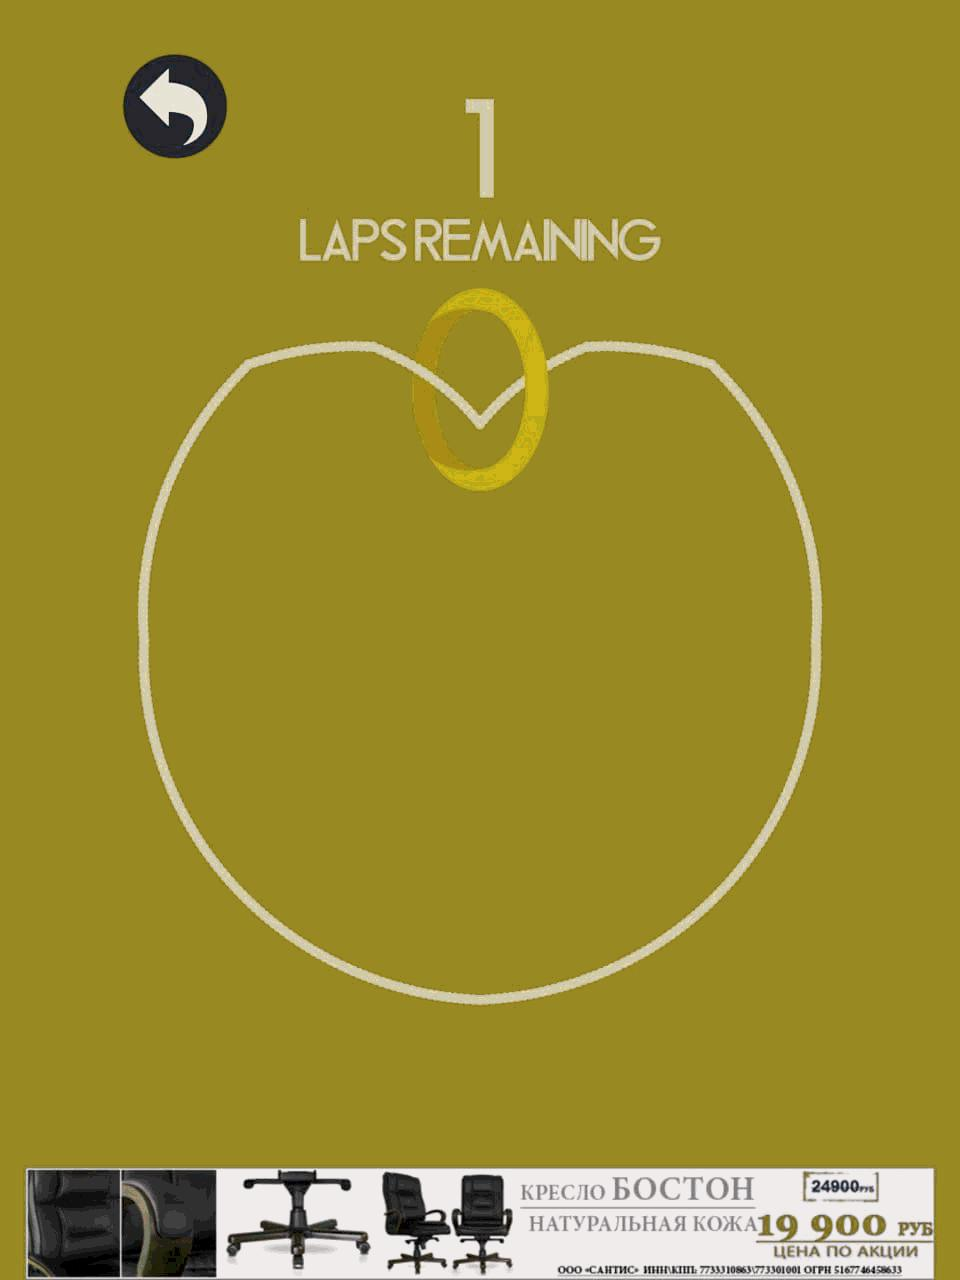 1
LAPS REMAINING
КРЕСЛО БОСТОН
НАТУРАЛЬНАЯ КОЖА
24900РУБ
19 900 РУБ
ЦЕНА ПО АКЦИИ
ООО «САНТИС» ИНН\КПП: 7733310863\773301001 ОГРН 5167746458633